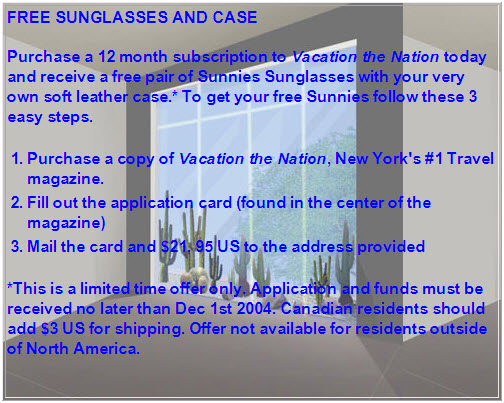 FREE SUNGLASSES AND CASE
Purchase a 12 month subscription to Vacation the Nation today
and receive a free pair of Sunnies Sunglasses with your very
own soft leather case.* To get your free Sunnies follow these 3
easy steps.
1. Purchase a copy of Vacation the Nation, New York's #1 Travel
magazine.
2. Fill out the application card (found in the center of the
magazine)
3. Mail the card and $21, 95 US to the address provided
*This is a limited time offer only. Application and funds must be
received no later than Dec 1st 2004. Canadian residents should
add $3 US for shipping. Offer not available for residents outside
of North America.